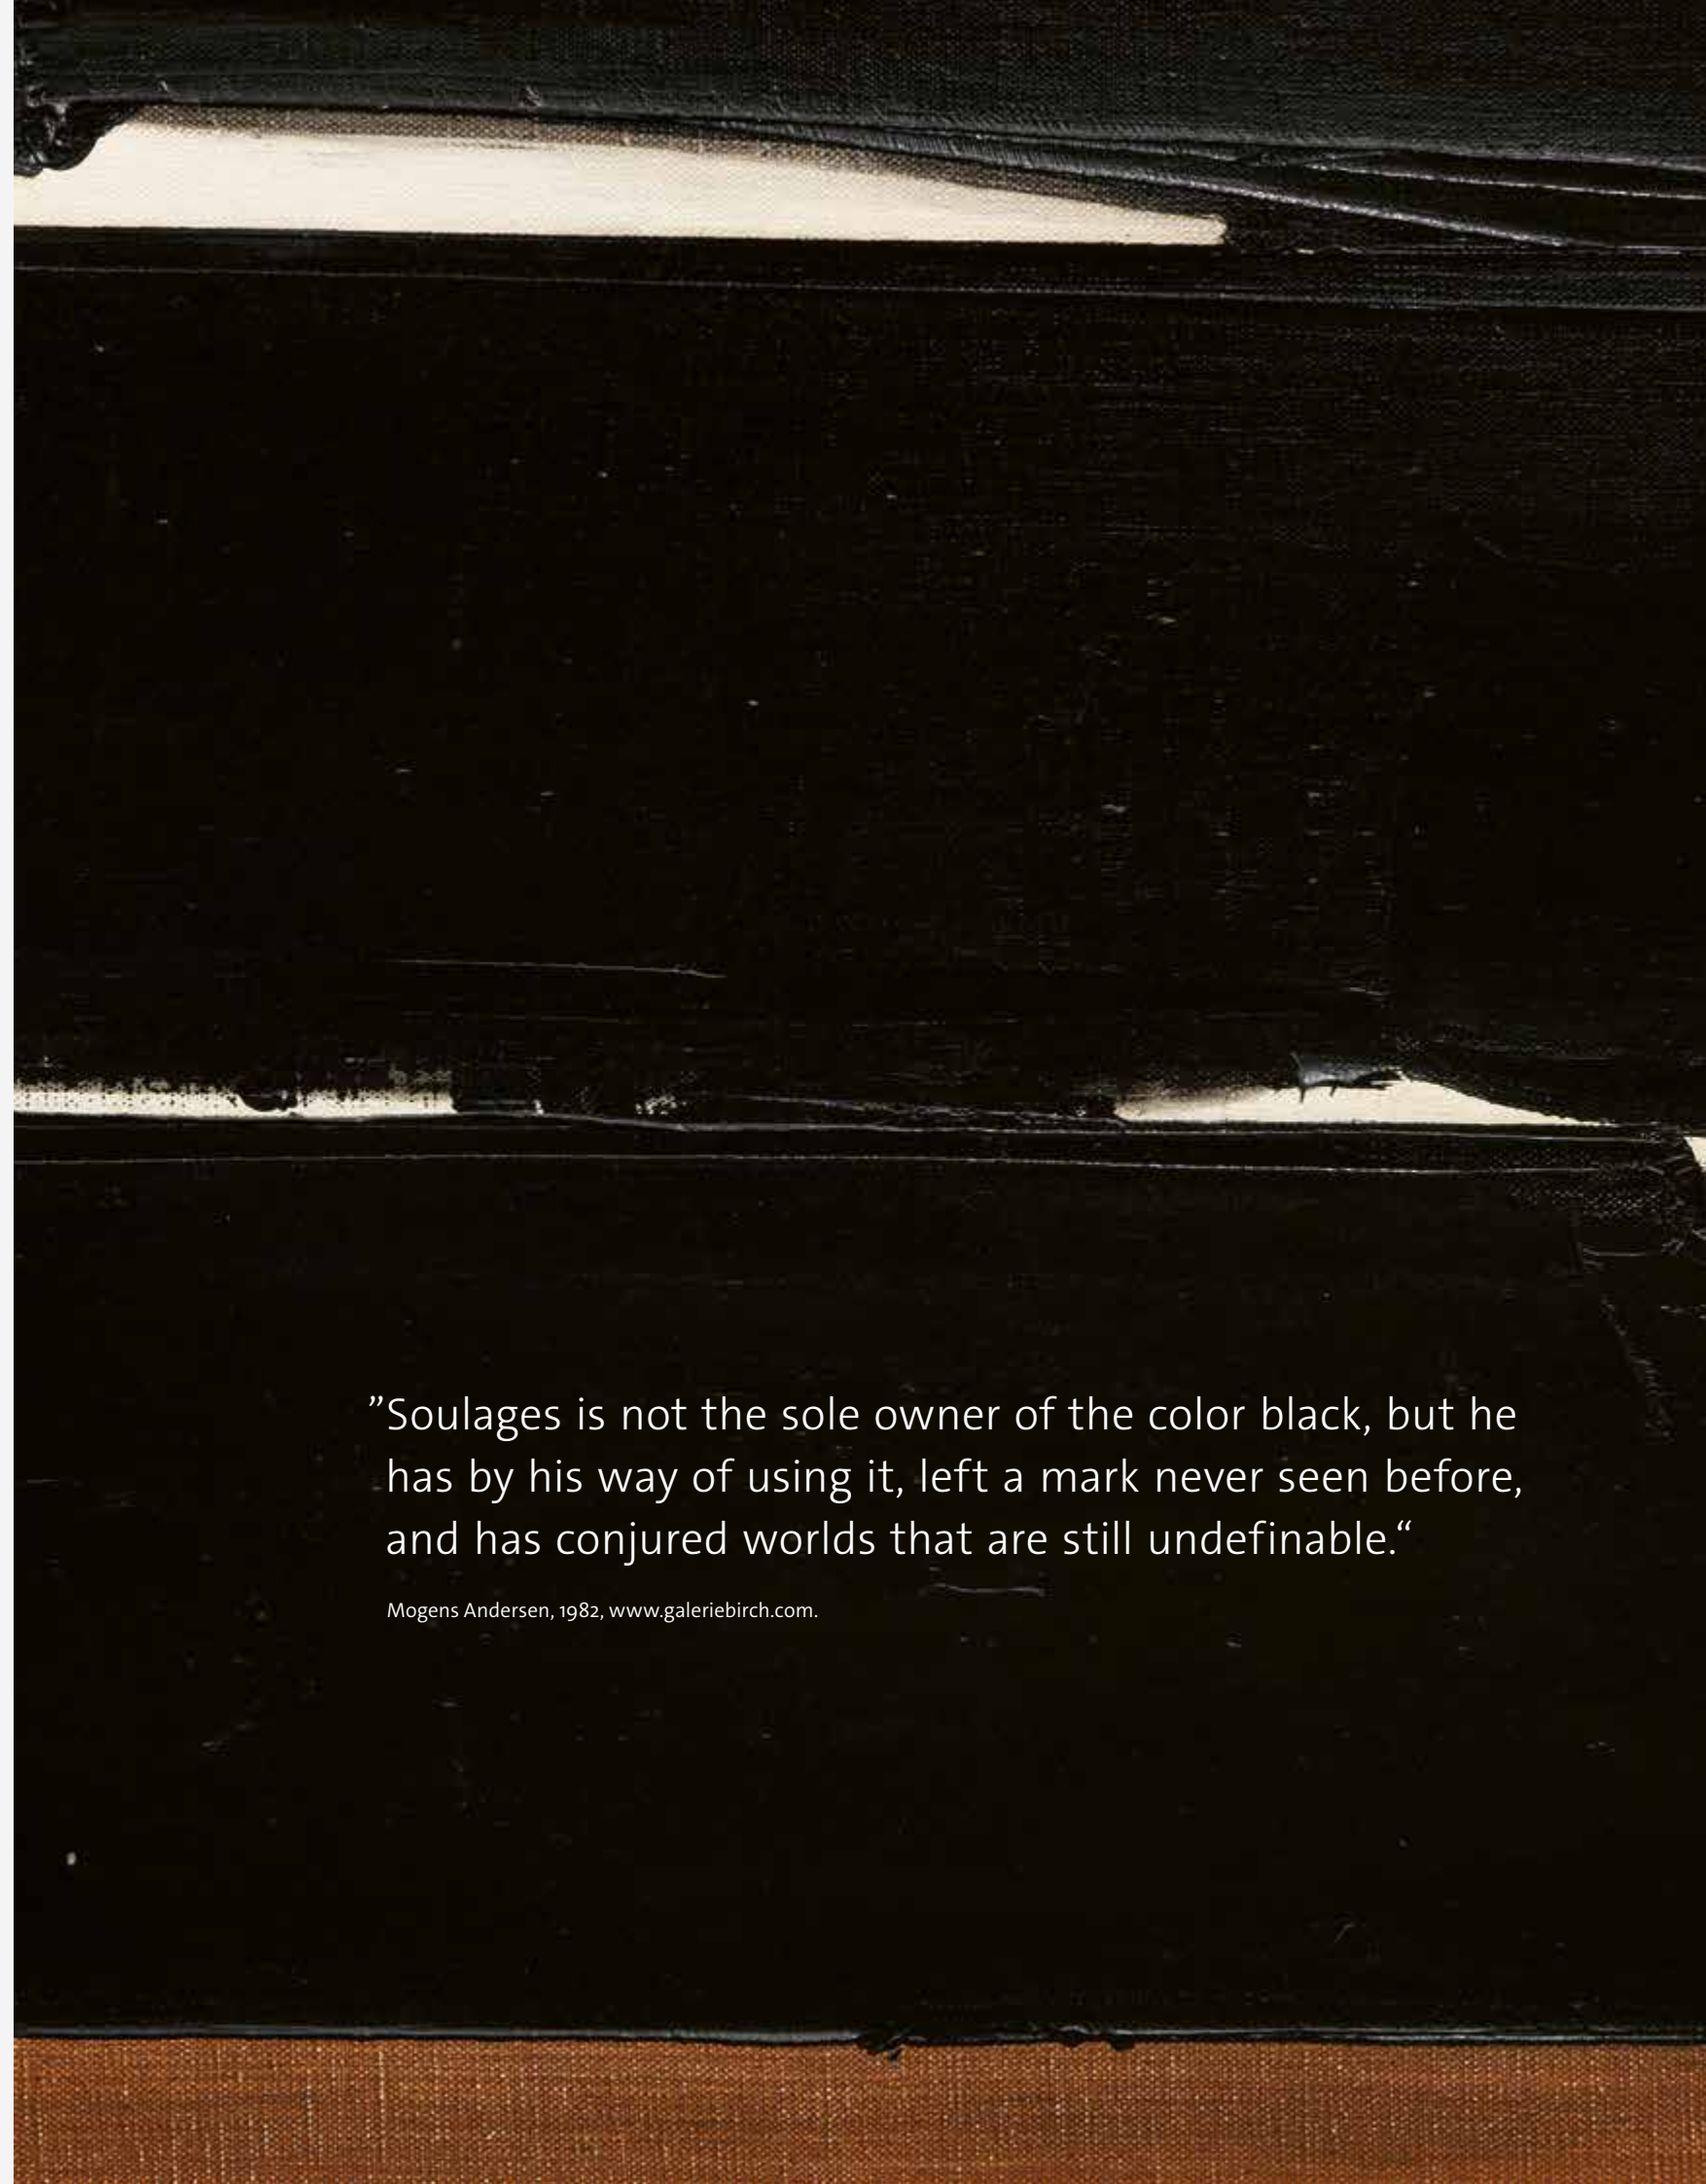 ”Soulages is not the sole owner of the color black, but he
has by his way of using it, left a mark never seen before,
and has conjured worlds that are still undefinable.“
Mogens Andersen, 1982, www.galeriebirch.com.